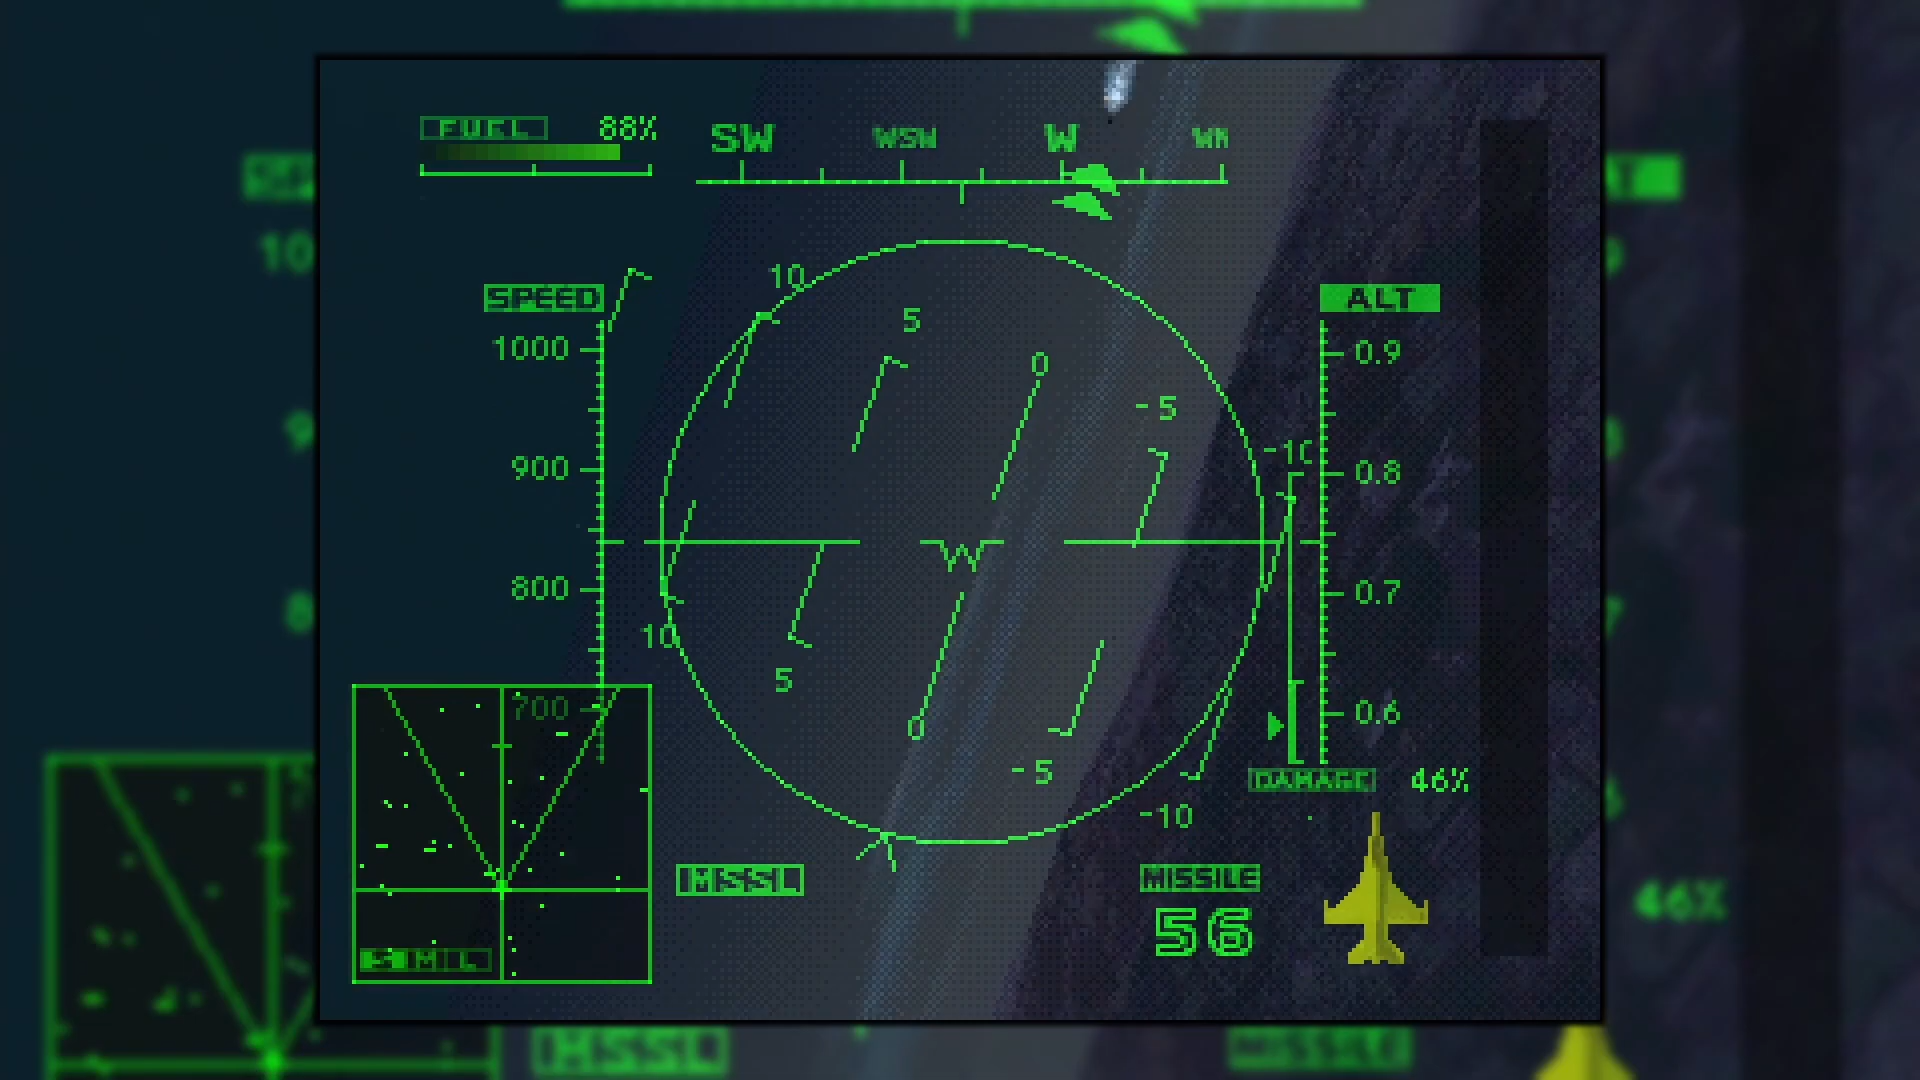 FUEL 88%
SW WSW W WN
SPEED
1000
900
800
700
10 5 0 -5 -10
10 5 0 -5 -10
ALT
0.9
0.8
0.7
0.6
DAMAGE 46%
MSSL
MISSILE
56